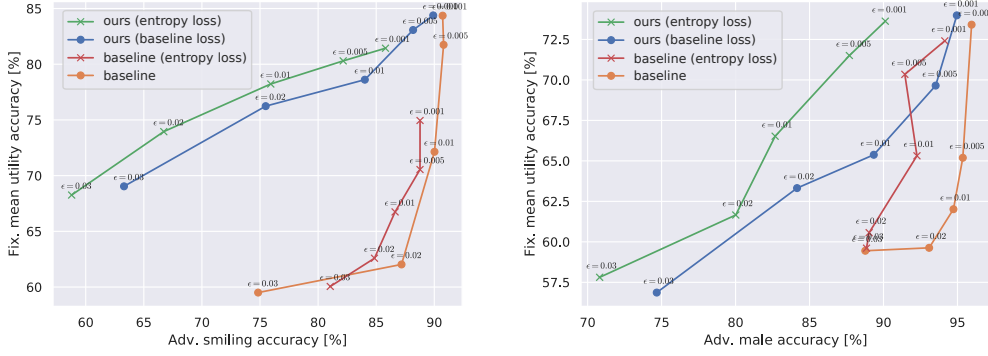 85
80
75
70
65
60
Fix. mean utility accuracy [%]
ours (entropy loss)
ours (baseline loss)
baseline (entropy loss)
baseline
ϵ = 0.03
ϵ = 0.02
ϵ = 0.01
ϵ = 0.005
ϵ = 0.001
ϵ = 0.03
ϵ = 0.02
ϵ = 0.01
ϵ = 0.005
ϵ = 0.001
ϵ = 0.03
ϵ = 0.02
ϵ = 0.01
ϵ = 0.005
ϵ = 0.001
ϵ = 0.03
ϵ = 0.02
ϵ = 0.01
ϵ = 0.005
ϵ = 0.001
60 65 70 75 80 85 90
Adv. smiling accuracy [%]
72.5
70.0
67.5
65.0
62.5
60.0
57.5
Fix. mean utility accuracy [%]
ours (entropy loss)
ours (baseline loss)
baseline (entropy loss)
baseline
ϵ = 0.03
ϵ = 0.02
ϵ = 0.01
ϵ = 0.005
ϵ = 0.001
ϵ = 0.03
ϵ = 0.02
ϵ = 0.01
ϵ = 0.005
ϵ = 0.001
ϵ = 0.03
ϵ = 0.02
ϵ = 0.01
ϵ = 0.005
ϵ = 0.001
ϵ = 0.03
ϵ = 0.02
ϵ = 0.01
ϵ = 0.005
ϵ = 0.001
70 75 80 85 90 95
Adv. male accuracy [%]